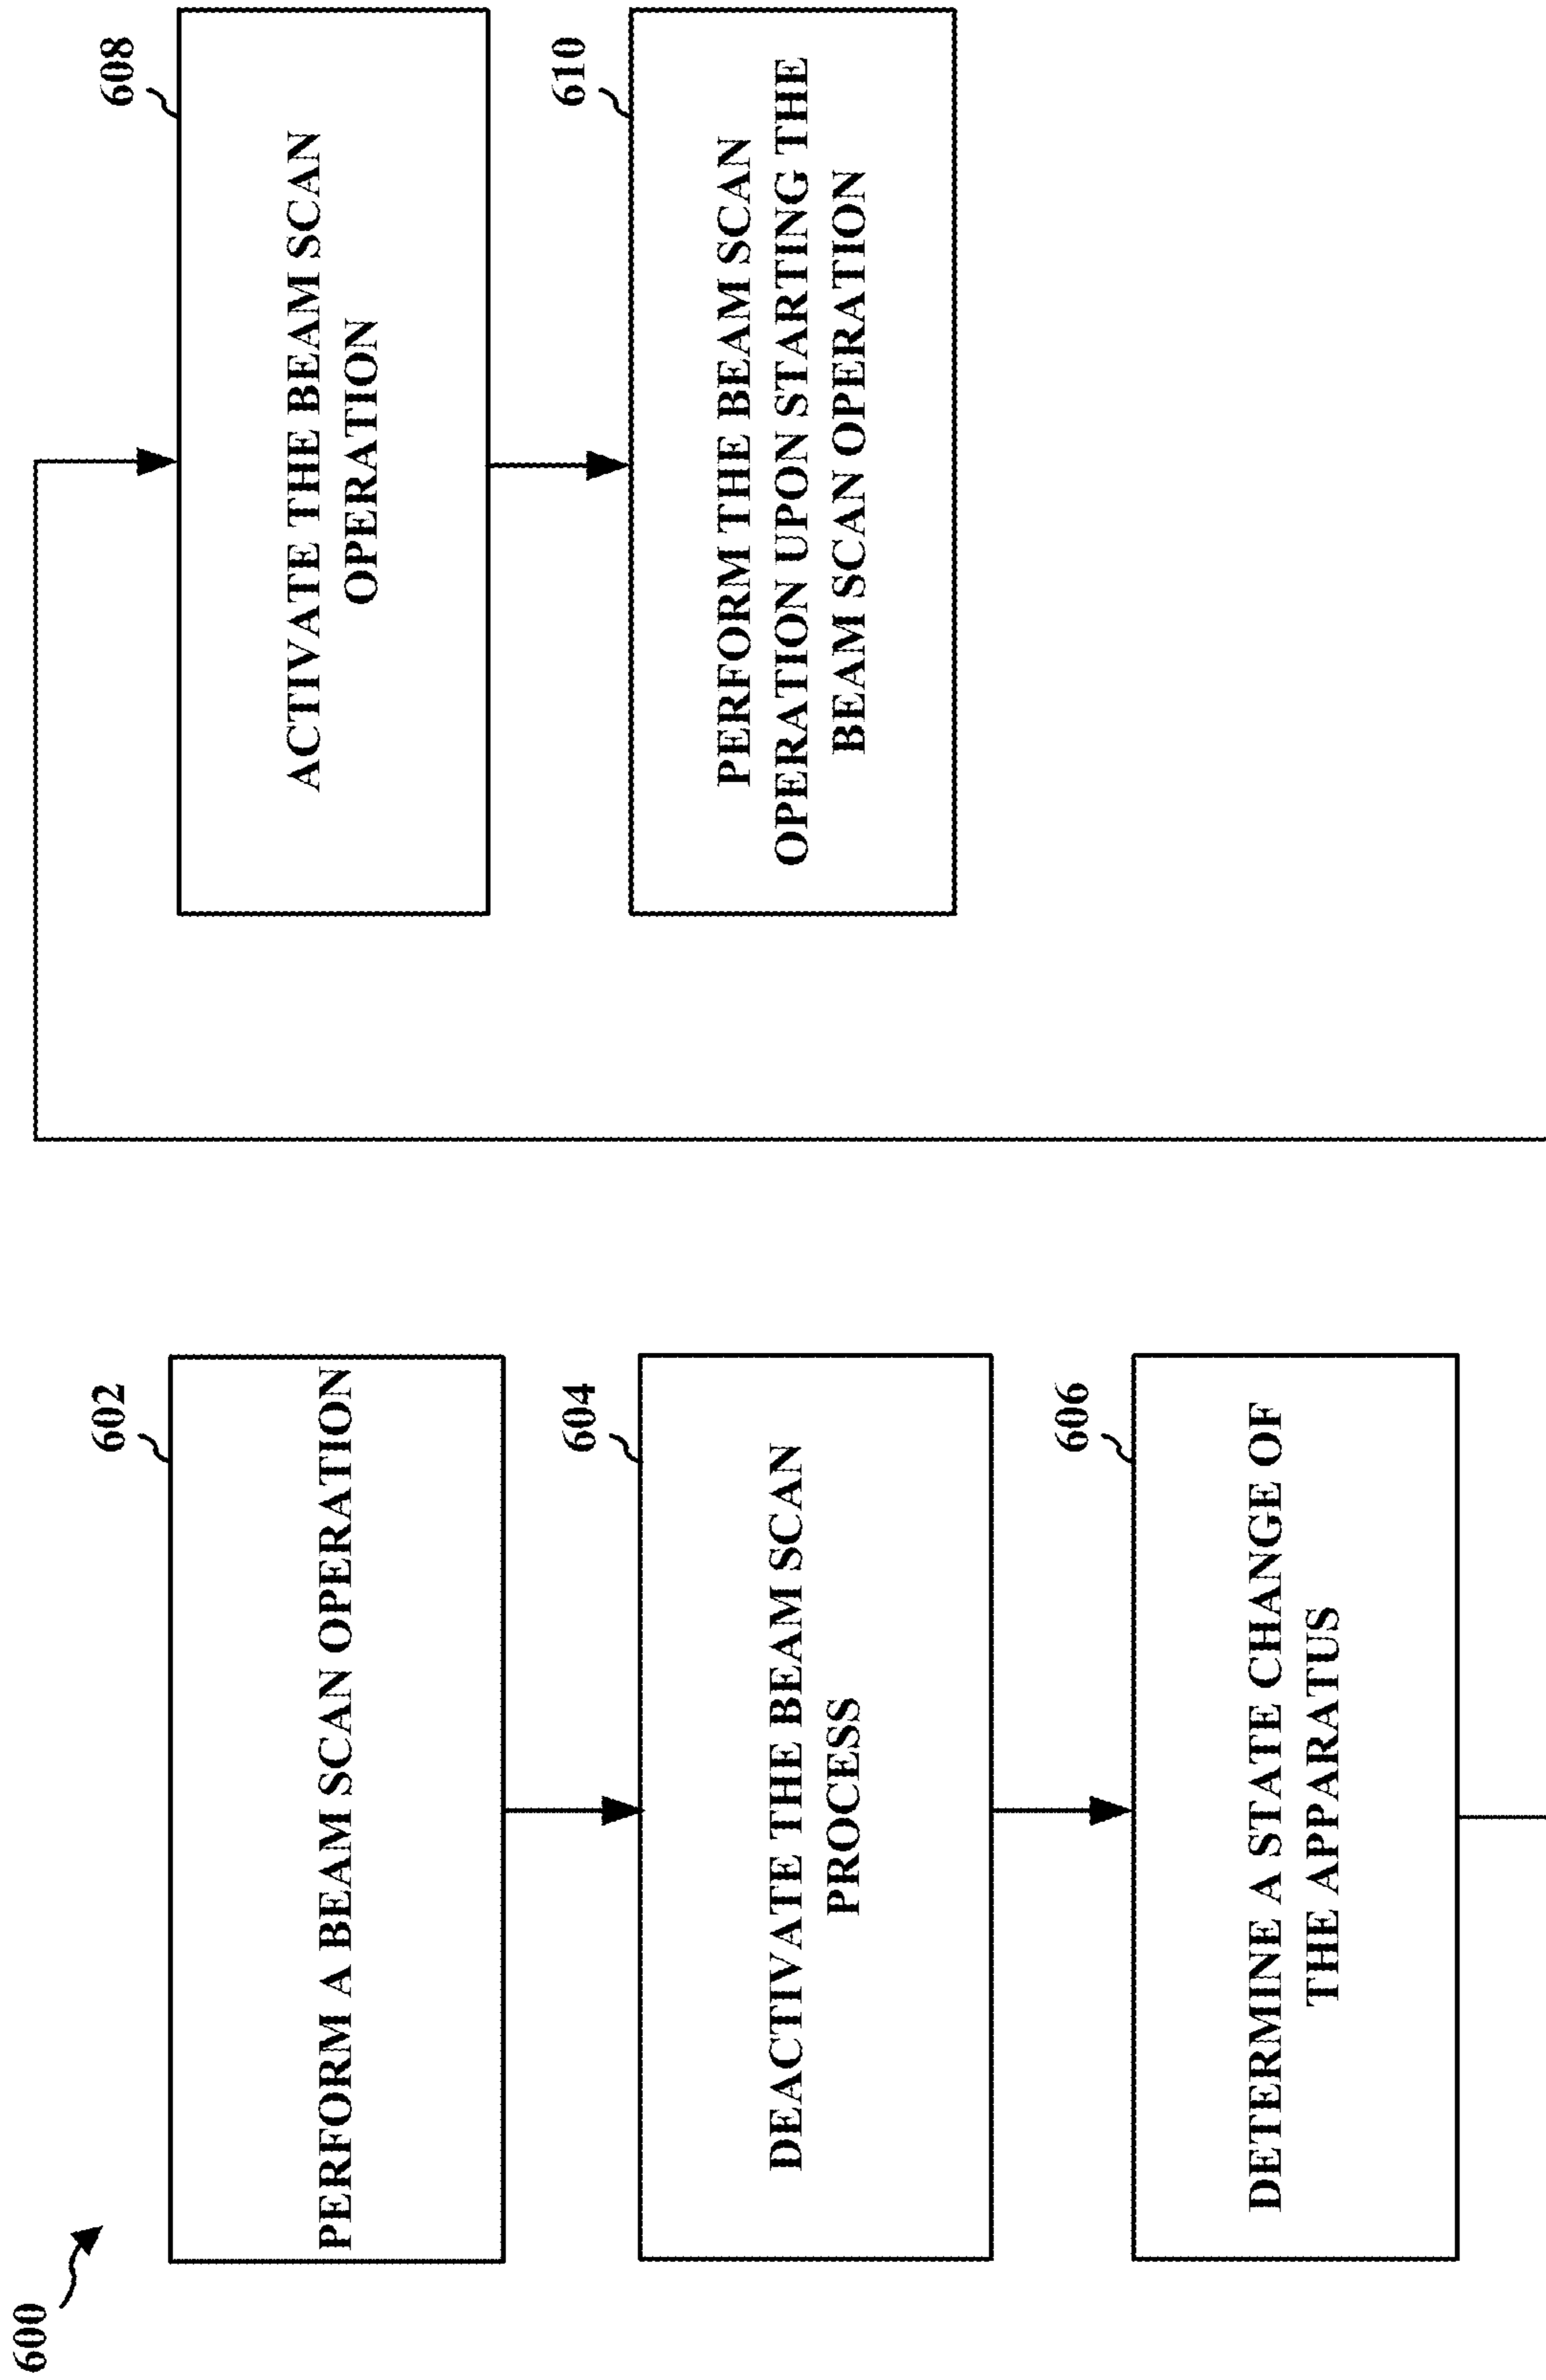 600
602
PERFORM A BEAM SCAN OPERATION
604
DEACTIVATE THE BEAM SCAN
PROCESS
606
DETERMINE A STATE CHANGE OF
THE APPARATUS
608
ACTIVATE THE BEAM SCAN
OPERATION
610
PERFORM THE BEAM SCAN
OPERATION UPON STARTING THE
BEAM SCAN OPERATION